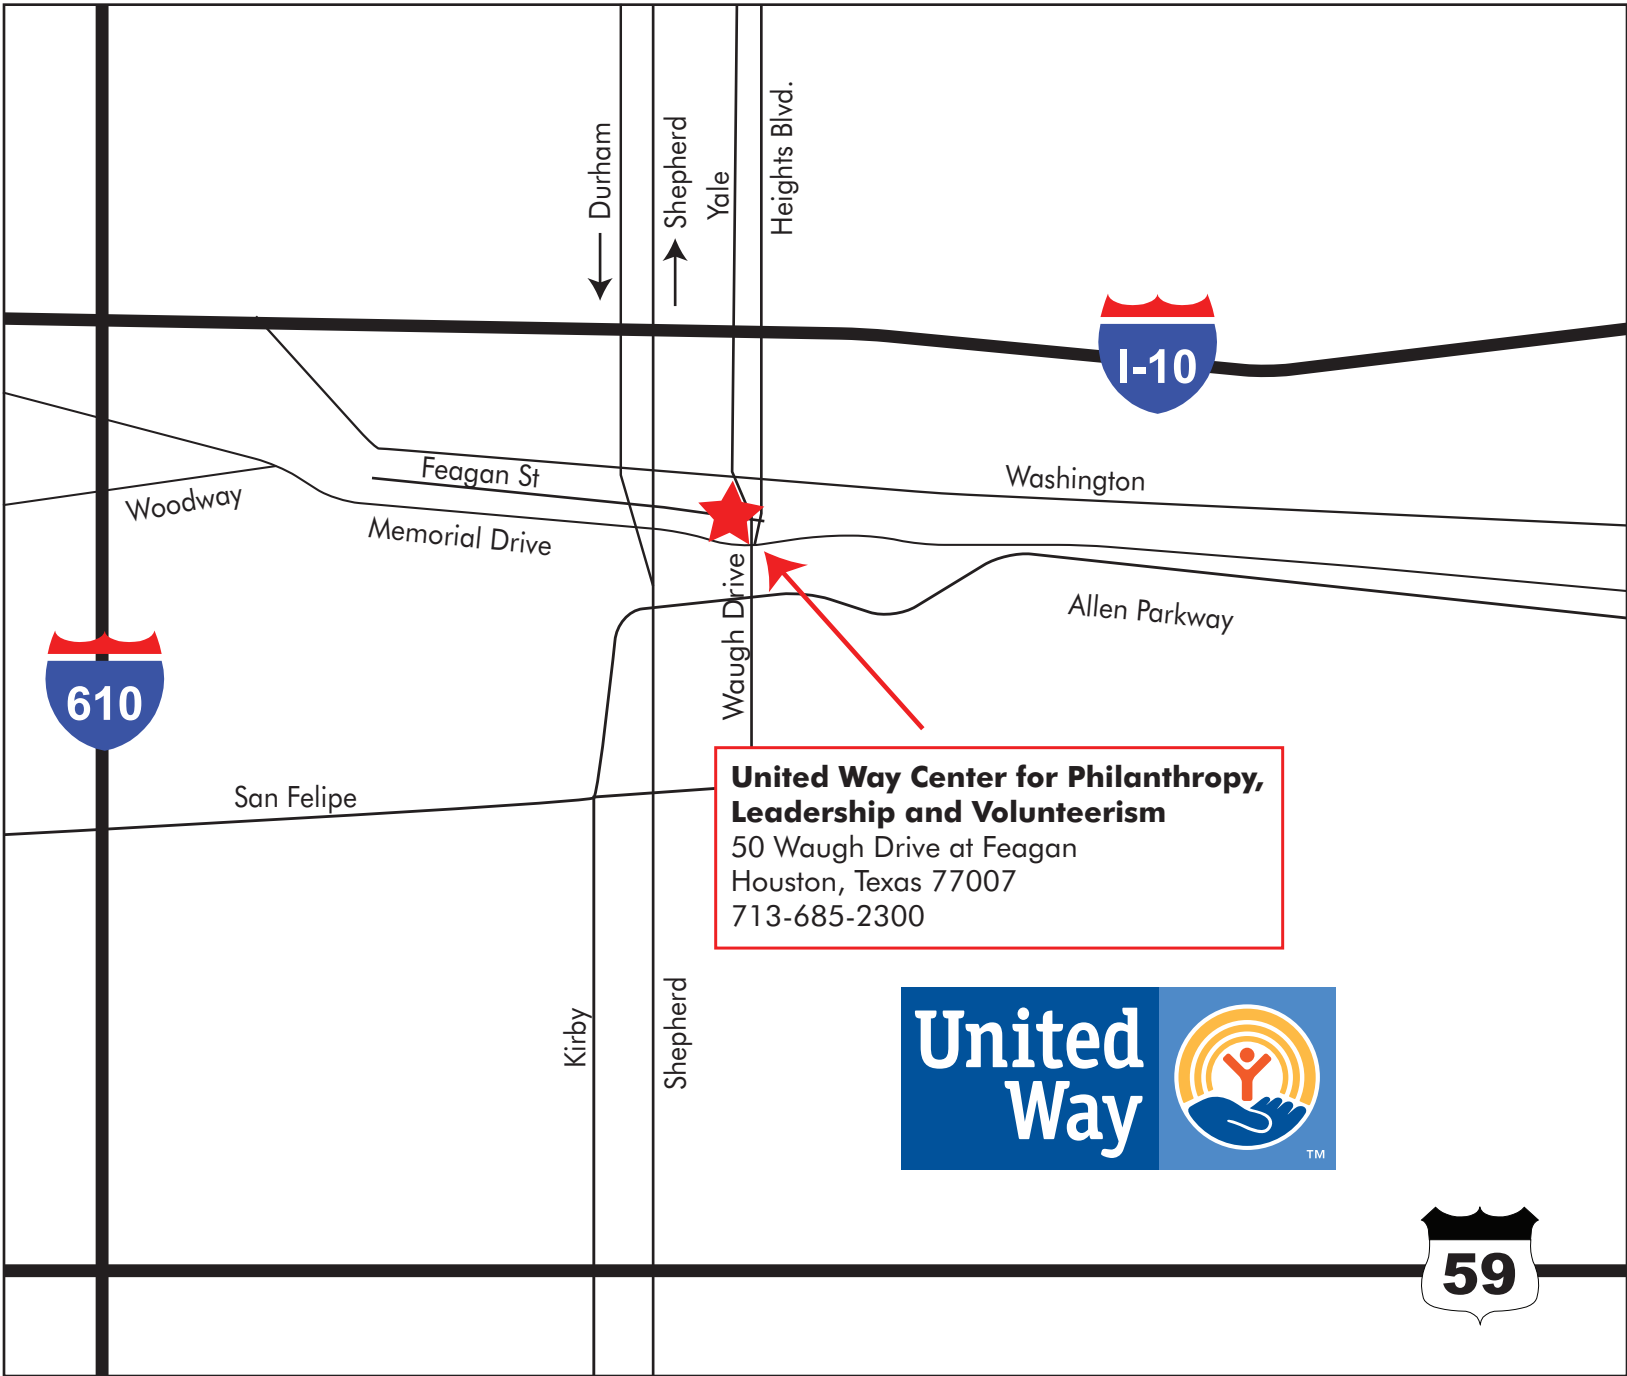 Durham
Shepherd
Yale
Heights Blvd.
I-10
Feagan St
Washington
Woodway
Memorial Drive
Waugh Drive
Allen Parkway
610
San Felipe
United Way Center for Philanthropy,
Leadership and Volunteerism
50 Waugh Drive at Feagan
Houston, Texas 77007
713-685-2300
Kirby
Shepherd
United
Way
TM
59